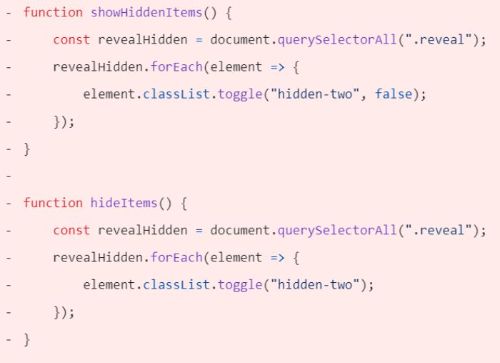 - function showHiddenItems() {
-     const revealHidden = document.querySelectorAll(".reveal");
-     revealHidden.forEach(element => {
-         element.classList.toggle("hidden-two", false);
-     });
- }
-
- function hideItems() {
-     const revealHidden = document.querySelectorAll(".reveal");
-     revealHidden.forEach(element => {
-         element.classList.toggle("hidden-two");
-     });
- }